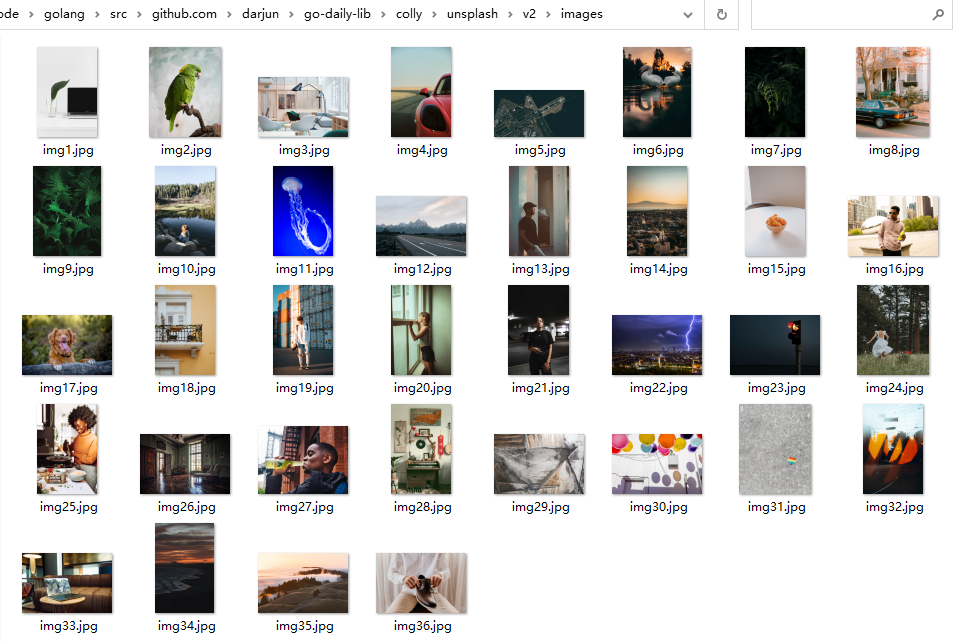 ode > golang > src > github.com > darjun > go-daily-lib > colly > unsplash > v2 > images
img1.jpg img2.jpg img3.jpg img4.jpg img5.jpg img6.jpg img7.jpg img8.jpg
img9.jpg img10.jpg img11.jpg img12.jpg img13.jpg img14.jpg img15.jpg img16.jpg
img17.jpg img18.jpg img19.jpg img20.jpg img21.jpg img22.jpg img23.jpg img24.jpg
img25.jpg img26.jpg img27.jpg img28.jpg img29.jpg img30.jpg img31.jpg img32.jpg
img33.jpg img34.jpg img35.jpg img36.jpg